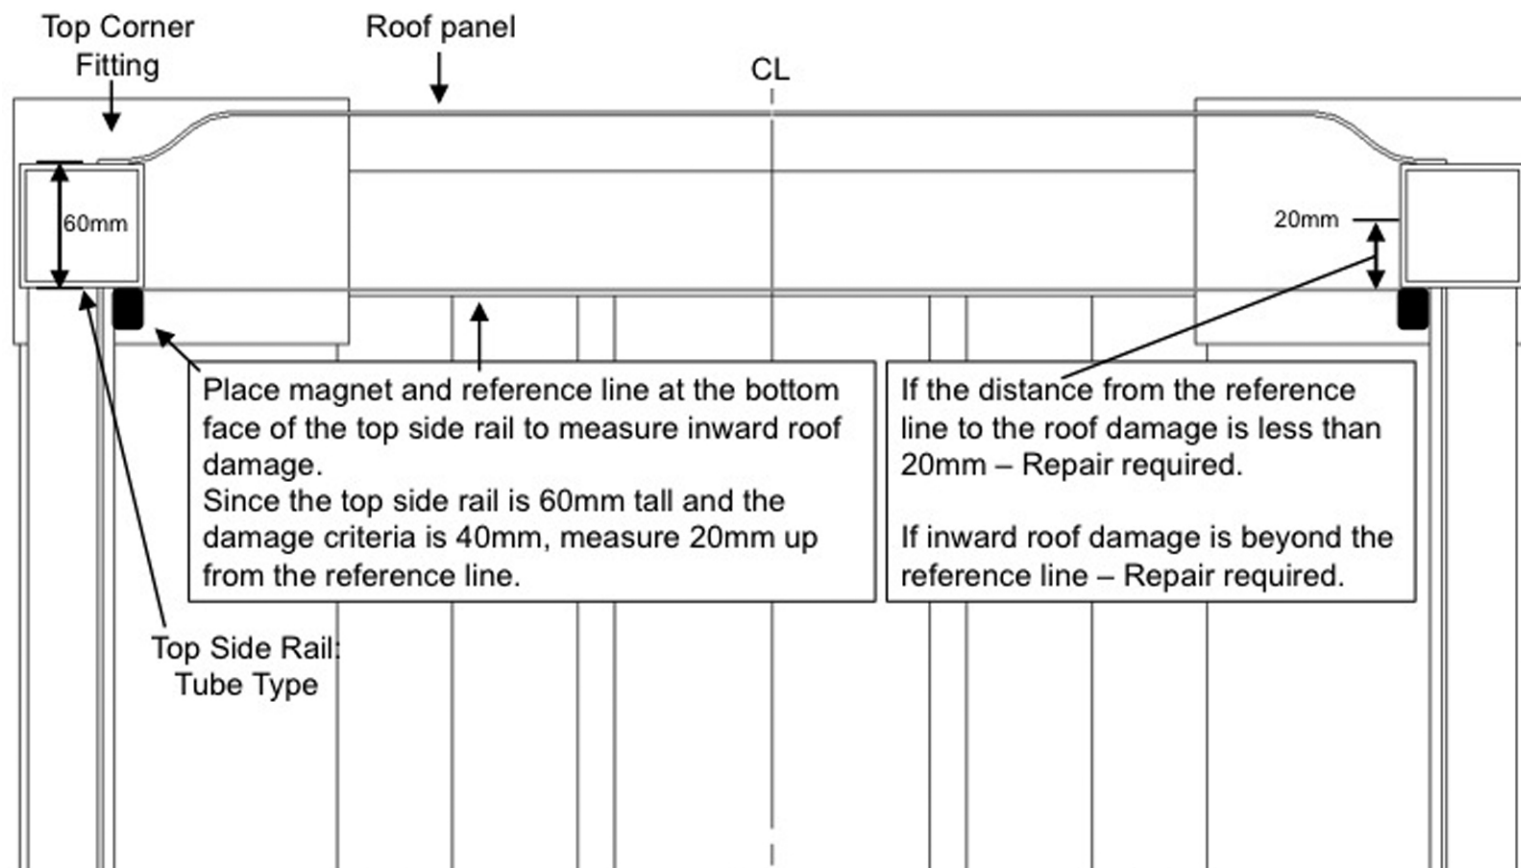 Top Corner
Fitting
Roof panel
CL
60mm
20mm
Place magnet and reference line at the bottom
face of the top side rail to measure inward roof
damage.
Since the top side rail is 60mm tall and the
damage criteria is 40mm, measure 20mm up
from the reference line.
If the distance from the reference
line to the roof damage is less than
20mm – Repair required.
If inward roof damage is beyond the
reference line – Repair required.
Top Side Rail:
Tube Type